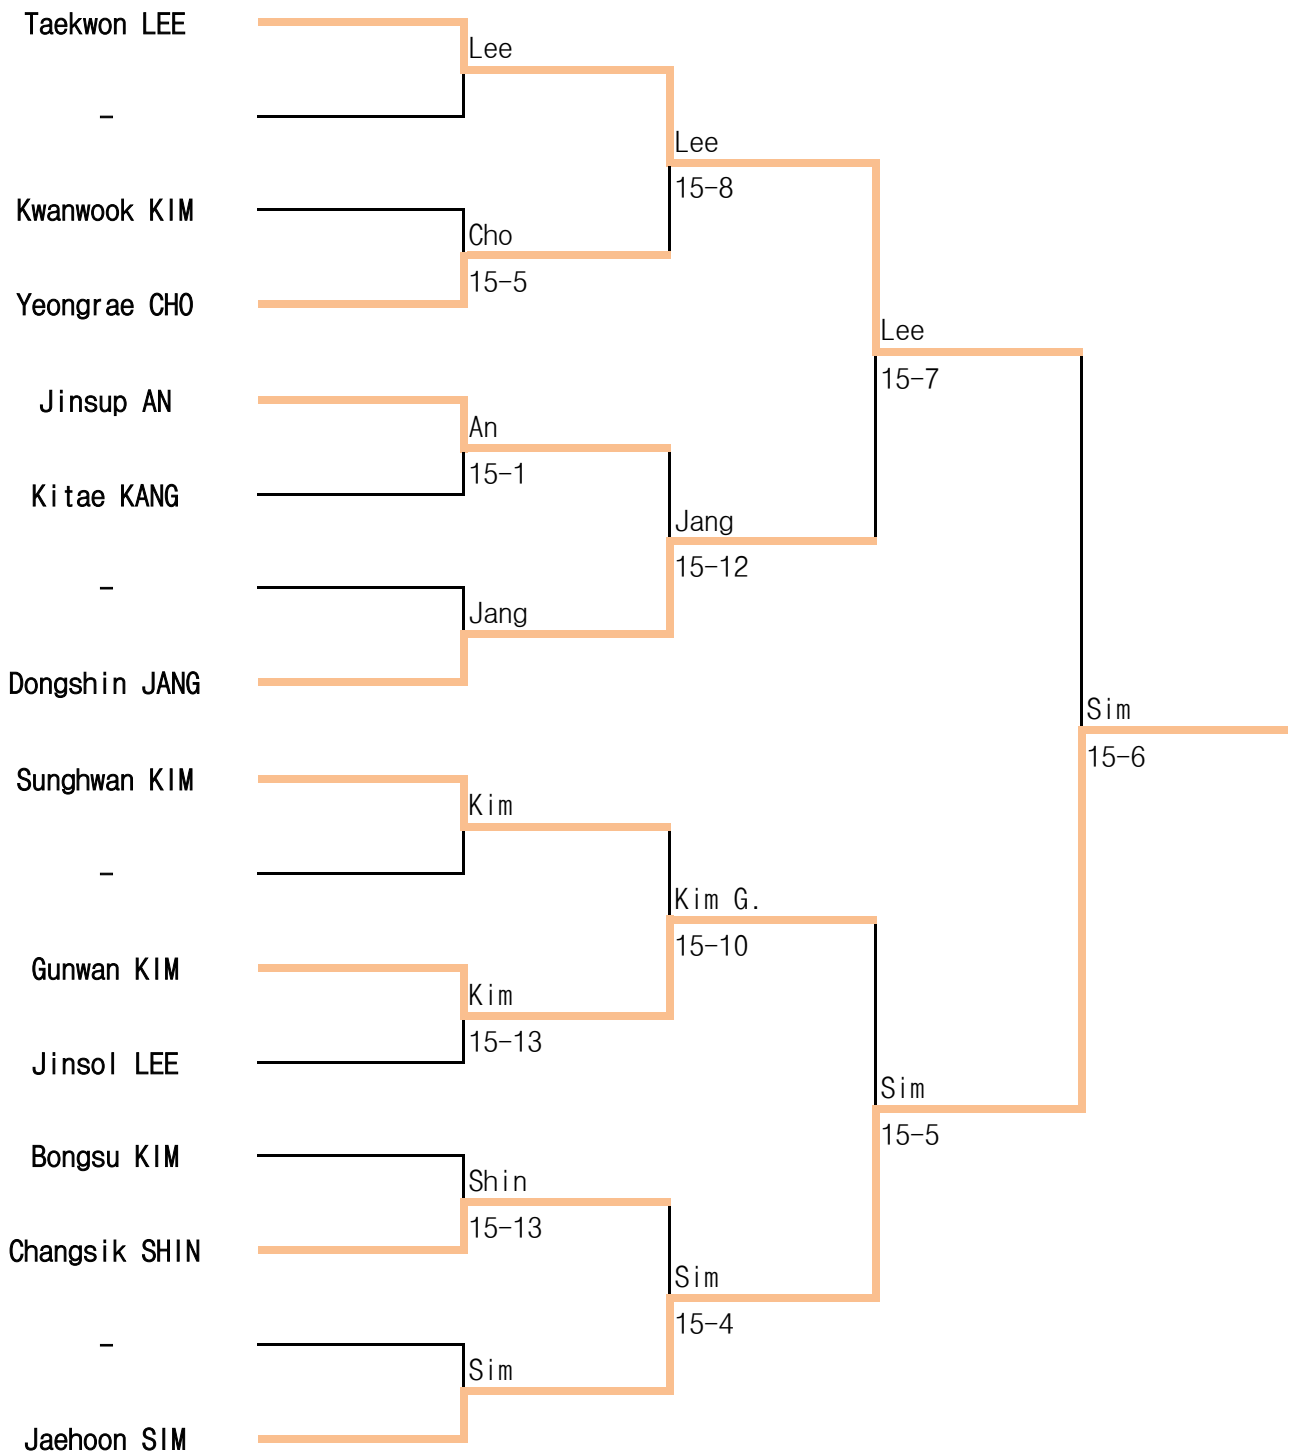 Taekwon LEE
Lee
-
Lee
15-8
Kwanwook KIM
Cho
15-5
Yeongrae CHO
Lee
15-7
Jinsup AN
An
15-1
Kitae KANG
Jang
15-12
-
Jang
Dongshin JANG
Sim
15-6
Sunghwan KIM
Kim
-
Kim G.
15-10
Gunwan KIM
Kim
15-13
Jinsol LEE
Sim
15-5
Bongsu KIM
Shin
15-13
Changsik SHIN
Sim
15-4
-
Sim
Jaehoon SIM